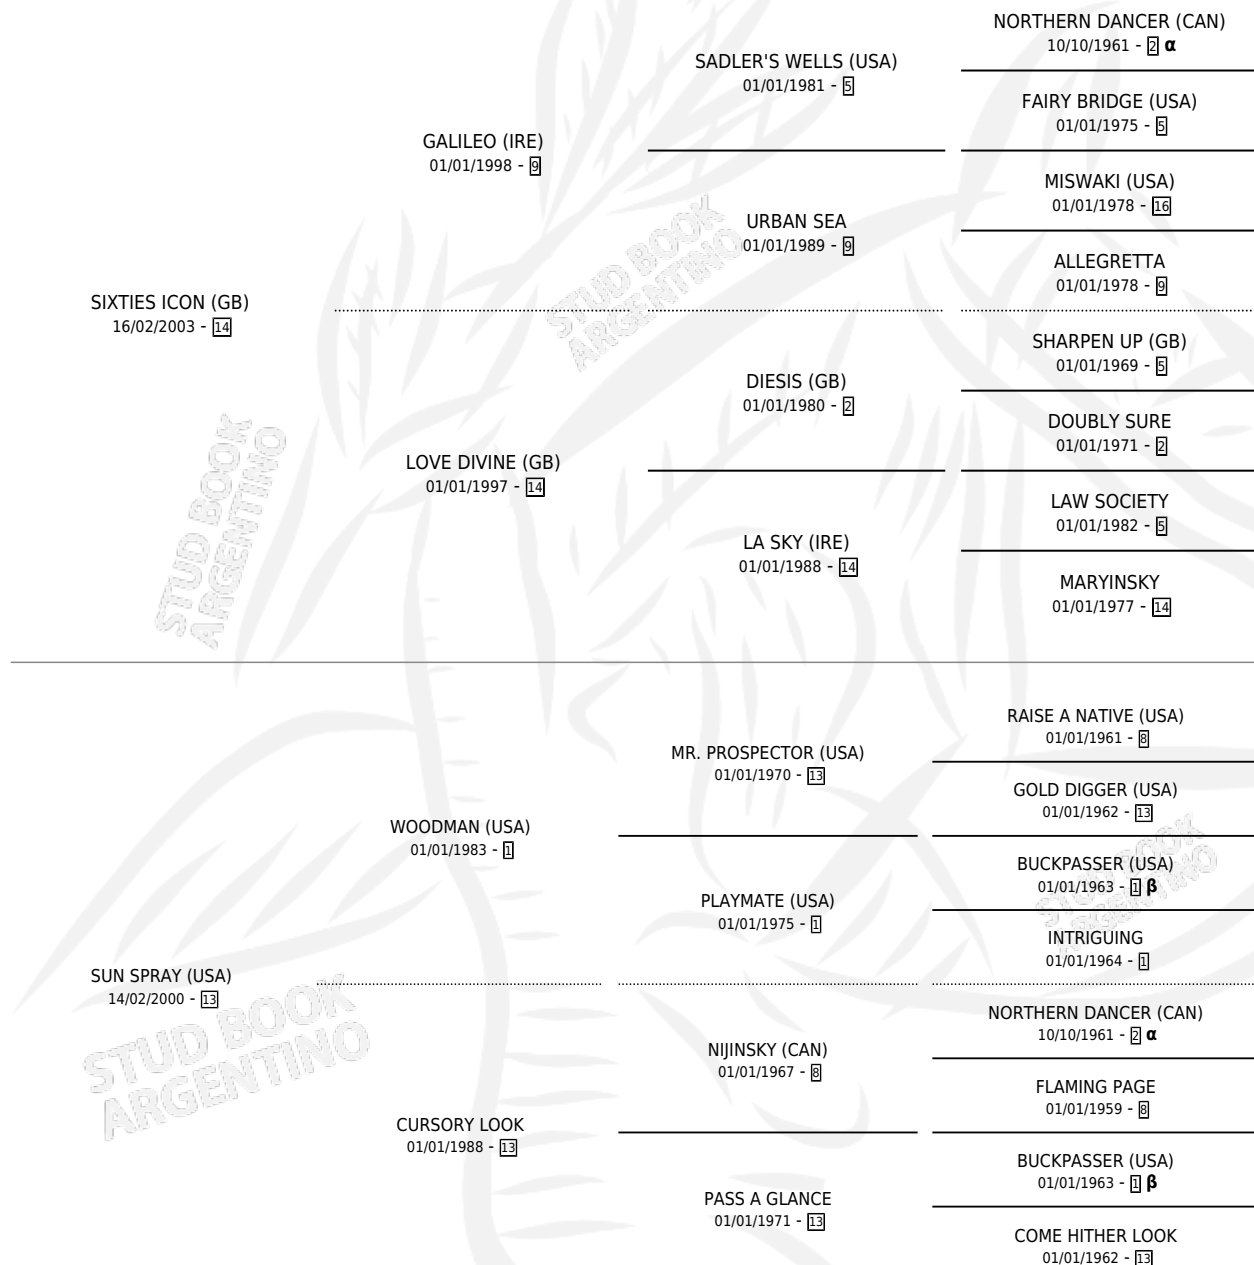 NORTHERN DANCER (CAN)
10/10/1961 - 2 α
SADLER'S WELLS (USA)
01/01/1981 - 5
FAIRY BRIDGE (USA)
01/01/1975 - 5
GALILEO (IRE)
01/01/1998 - 9
MISWAKI (USA)
01/01/1978 - 16
URBAN SEA
01/01/1989 - 9
ALLEGRETTA
01/01/1978 - 9
SIXTIES ICON (GB)
16/02/2003 - 14
SHARPEN UP (GB)
01/01/1969 - 5
DIESIS (GB)
01/01/1980 - 2
DOUBLY SURE
01/01/1971 - 2
LOVE DIVINE (GB)
01/01/1997 - 14
LAW SOCIETY
01/01/1982 - 5
LA SKY (IRE)
01/01/1988 - 14
MARYINSKY
01/01/1977 - 14
RAISE A NATIVE (USA)
01/01/1961 - 8
MR. PROSPECTOR (USA)
01/01/1970 - 13
GOLD DIGGER (USA)
01/01/1962 - 13
WOODMAN (USA)
01/01/1983 - 1
BUCKPASSER (USA)
01/01/1963 - 1 β
PLAYMATE (USA)
01/01/1975 - 1
INTRIGUING
01/01/1964 - 1
SUN SPRAY (USA)
14/02/2000 - 13
NORTHERN DANCER (CAN)
10/10/1961 - 2 α
NIJINSKY (CAN)
01/01/1967 - 8
FLAMING PAGE
01/01/1959 - 8
CURSORY LOOK
01/01/1988 - 13
BUCKPASSER (USA)
01/01/1963 - 1 β
PASS A GLANCE
01/01/1971 - 13
COME HITHER LOOK
01/01/1962 - 13
STUD BOOK
ARGENTINO
STUD BOOK
ARGENTINO
STUD BOOK
ARGENTINO
STUD BOOK
ARGENTINO